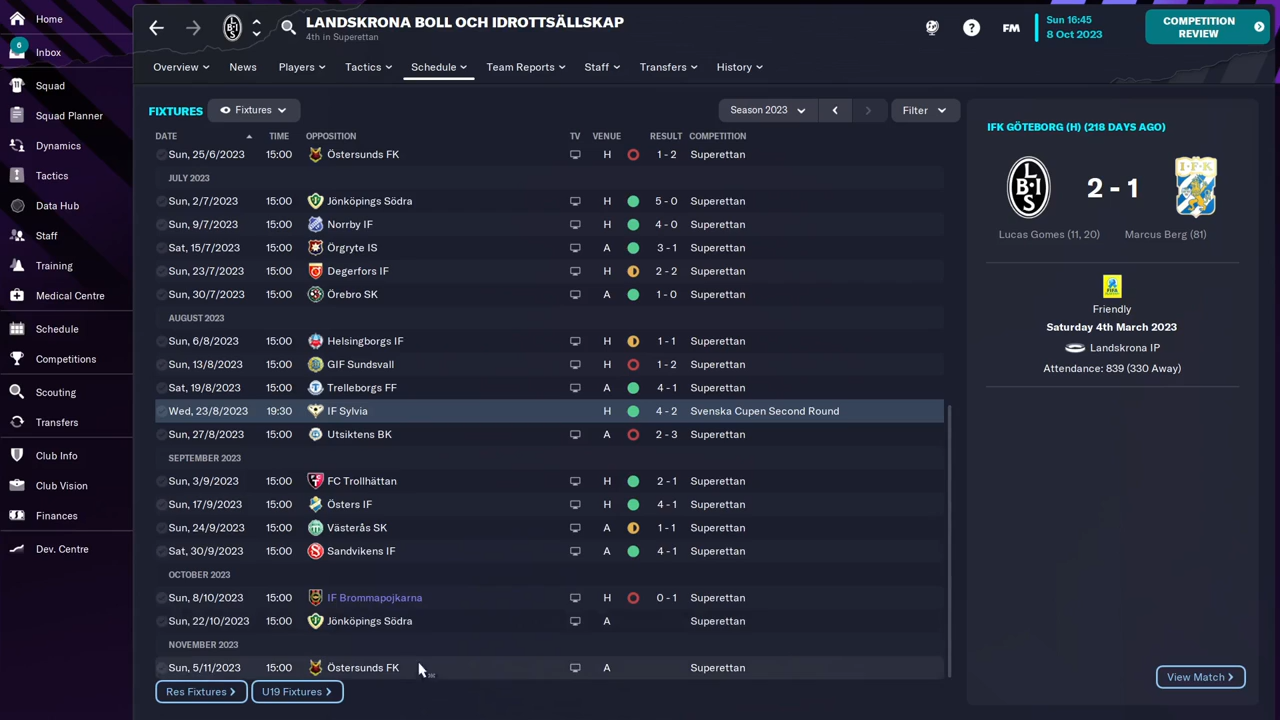 Home
6
Inbox
Squad
Squad Planner
Dynamics
Tactics
Data Hub
Staff
Training
Medical Centre
Schedule
Competitions
Scouting
Transfers
Club Info
Club Vision
Finances
Dev. Centre
LANDSKRONA BOLL OCH IDROTTSÄLLSKAP
4th in Superettan
FM
Sun 16:45
8 Oct 2023
COMPETITION
REVIEW
Overview News Players Tactics Schedule Team Reports Staff Transfers History
FIXTURES Fixtures Season 2023 Filter
DATE TIME OPPOSITION TV VENUE RESULT COMPETITION
Sun, 25/6/2023 15:00 Östersunds FK H 1 - 2 Superettan
JULY 2023
Sun, 2/7/2023 15:00 Jönköpings Södra H 5 - 0 Superettan
Sun, 9/7/2023 15:00 Norrby IF H 4 - 0 Superettan
Sat, 15/7/2023 15:00 Örgryte IS A 3 - 1 Superettan
Sun, 23/7/2023 15:00 Degerfors IF H 2 - 2 Superettan
Sun, 30/7/2023 15:00 Örebro SK A 1 - 0 Superettan
AUGUST 2023
Sun, 6/8/2023 15:00 Helsingborgs IF H 1 - 1 Superettan
Sun, 13/8/2023 15:00 GIF Sundsvall H 1 - 2 Superettan
Sat, 19/8/2023 15:00 Trelleborgs FF A 4 - 1 Superettan
Wed, 23/8/2023 19:30 IF Sylvia H 4 - 2 Svenska Cupen Second Round
Sun, 27/8/2023 15:00 Utsiktens BK A 2 - 3 Superettan
SEPTEMBER 2023
Sun, 3/9/2023 15:00 FC Trollhättan H 2 - 1 Superettan
Sun, 17/9/2023 15:00 Östers IF H 4 - 1 Superettan
Sun, 24/9/2023 15:00 Västerås SK A 1 - 1 Superettan
Sat, 30/9/2023 15:00 Sandvikens IF A 4 - 1 Superettan
OCTOBER 2023
Sun, 8/10/2023 15:00 IF Brommapojkarna H 0 - 1 Superettan
Sun, 22/10/2023 15:00 Jönköpings Södra A Superettan
NOVEMBER 2023
Sun, 5/11/2023 15:00 Östersunds FK A Superettan
Res Fixtures U19 Fixtures
IFK GÖTEBORG (H) (218 DAYS AGO)
2 - 1
Lucas Gomes (11, 20) Marcus Berg (81)
Friendly
Saturday 4th March 2023
Landskrona IP
Attendance: 839 (330 Away)
View Match